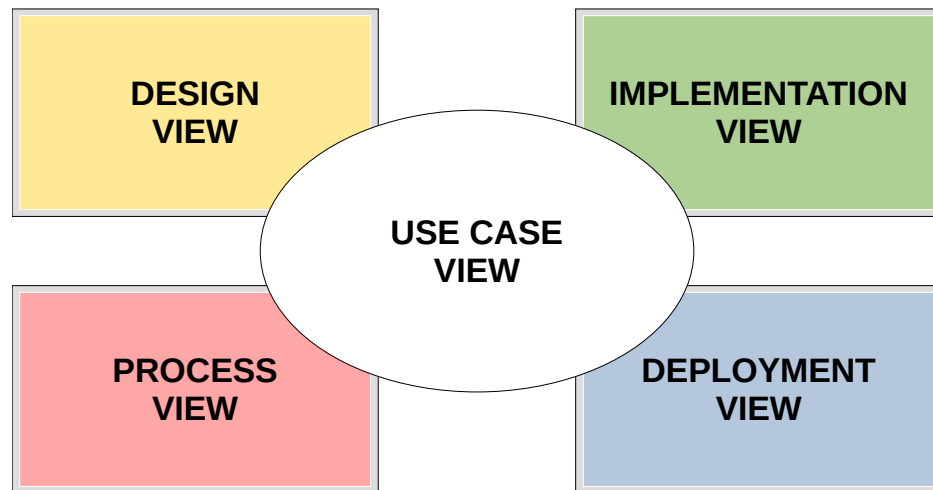 DESIGN
VIEW
IMPLEMENTATION
VIEW
USE CASE
VIEW
PROCESS
VIEW
DEPLOYMENT
VIEW